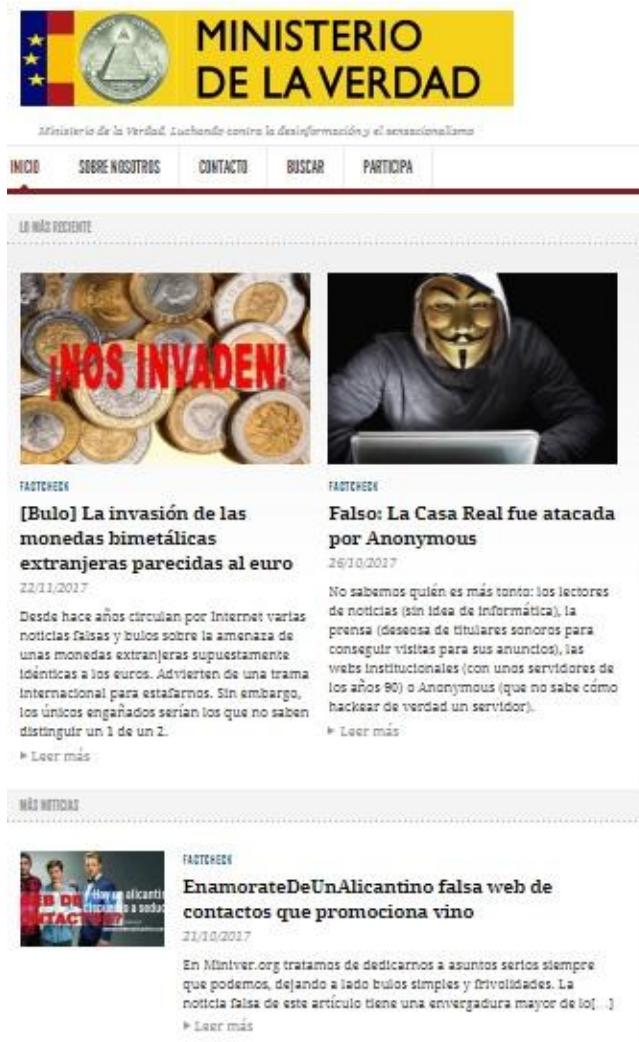 MINISTERIO
DE LA VERDAD
Ministerio de la Verdad. Luchando contra la desinformación y el sensacionalismo
INICIO SOBRE NOSOTROS CONTACTO BUSCAR PARTICIPA
LO MÁS RECIENTE
¡NOS INVADEN!
FACTCHECK
[Bulo] La invasión de las
monedas bimetálicas
extranjeras parecidas al euro
22/11/2017
Desde hace años circulan por Internet varias
noticias falsas y bulos sobre la amenaza de
unas monedas extranjeras supuestamente
idénticas a los euros. Advierten de una trama
internacional para estafarnos. Sin embargo,
los únicos engañados serían los que no saben
distinguir un 1 de un 2.
Leer más
FACTCHECK
Falso: La Casa Real fue atacada
por Anonymous
26/10/2017
No sabemos quién es más tonto: los lectores
de noticias (sin idea de informática), la
prensa (deseosa de titulares sonoros para
conseguir visitas para sus anuncios), las
webs institucionales (con unos servidores de
los años 90) o Anonymous (que no sabe cómo
hackear de verdad un servidor).
Leer más
MÁS NOTICIAS
Hay un alicantin
a seduc
EB DE
NTACT
FACTCHECK
EnamorateDeUnAlicantino falsa web de
contactos que promociona vino
21/10/2017
En Miniver.org tratamos de dedicarnos a asuntos serios siempre
que podemos, dejando a lado bulos simples y frivolidades. La
noticia falsa de este artículo tiene una envergadura mayor de lo[...]
Leer más